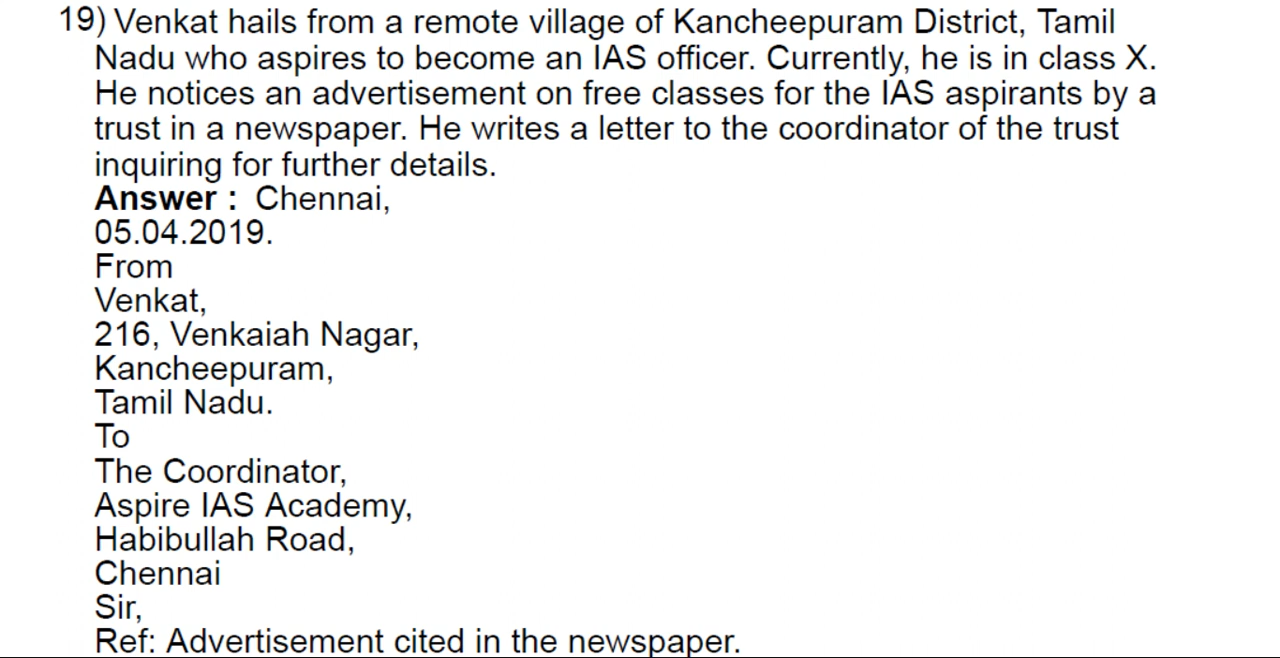 19) Venkat hails from a remote village of Kancheepuram District, Tamil
Nadu who aspires to become an IAS officer. Currently, he is in class X.
He notices an advertisement on free classes for the IAS aspirants by a
trust in a newspaper. He writes a letter to the coordinator of the trust
inquiring for further details.
Answer : Chennai,
05.04.2019.
From
Venkat,
216, Venkaiah Nagar,
Kancheepuram,
Tamil Nadu.
To
The Coordinator,
Aspire IAS Academy,
Habibullah Road,
Chennai
Sir,
Ref: Advertisement cited in the newspaper.